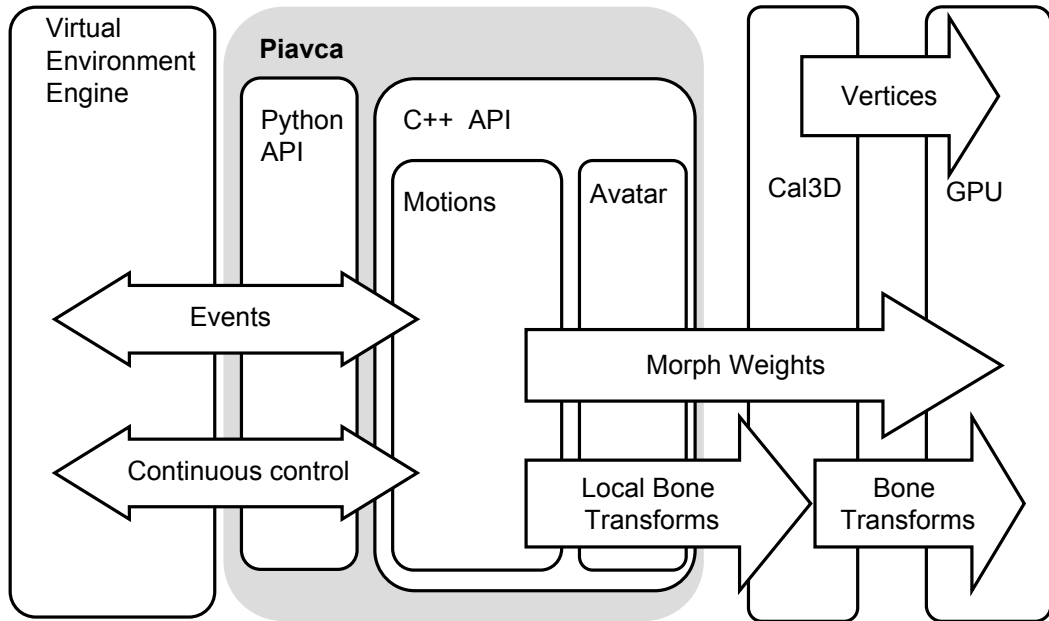 Virtual
Environment
Engine
Piavca
Python
API
C++ API
Motions
Avatar
Cal3D
GPU
Vertices
Events
Morph Weights
Continuous control
Local Bone
Transforms
Bone
Transforms